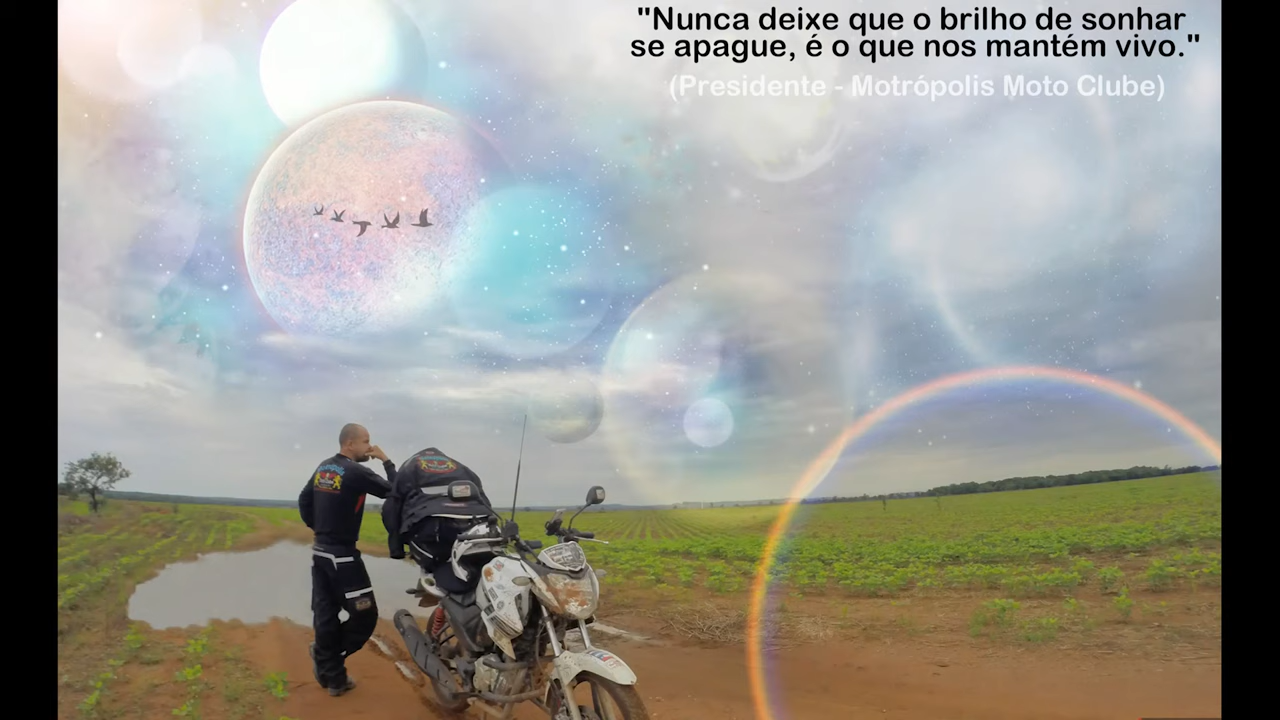 "Nunca deixe que o brilho de sonhar
se apague, é o que nos mantém vivo."
(Presidente - Motrópolis Moto Clube)